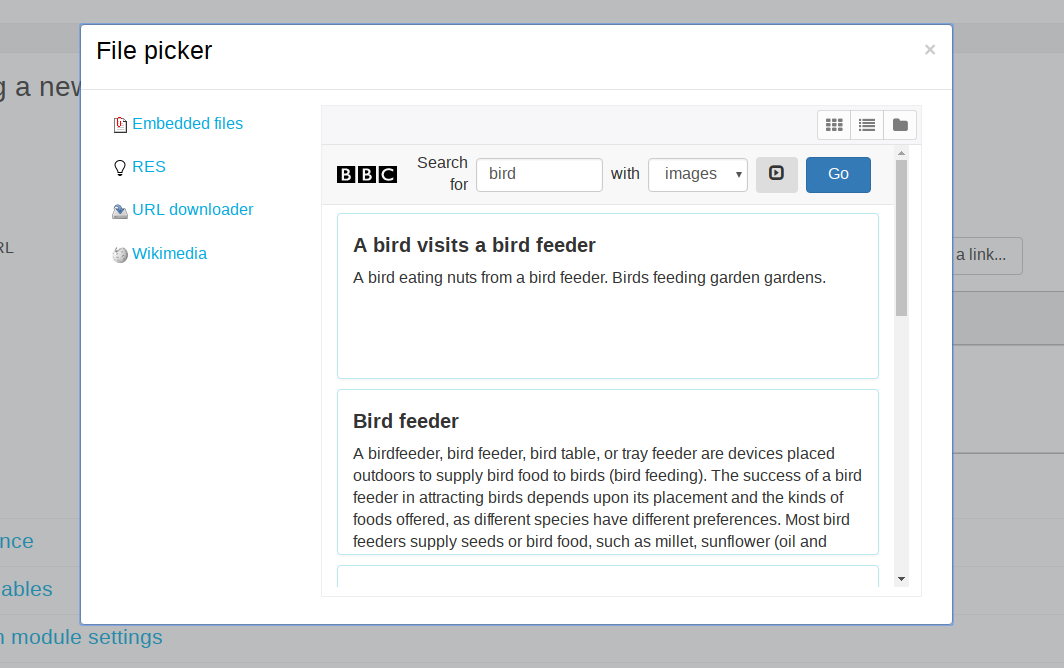 File picker
×
g a new
Embedded files
RES
URL downloader
Wikimedia
BBC
Search for
bird
with
images
Go
A bird visits a bird feeder
A bird eating nuts from a bird feeder. Birds feeding garden gardens.
Bird feeder
A birdfeeder, bird feeder, bird table, or tray feeder are devices placed
outdoors to supply bird food to birds (bird feeding). The success of a bird
feeder in attracting birds depends upon its placement and the kinds of
foods offered, as different species have different preferences. Most bird
feeders supply seeds or bird food, such as millet, sunflower (oil and
RL
a link...
nce
ables
n module settings